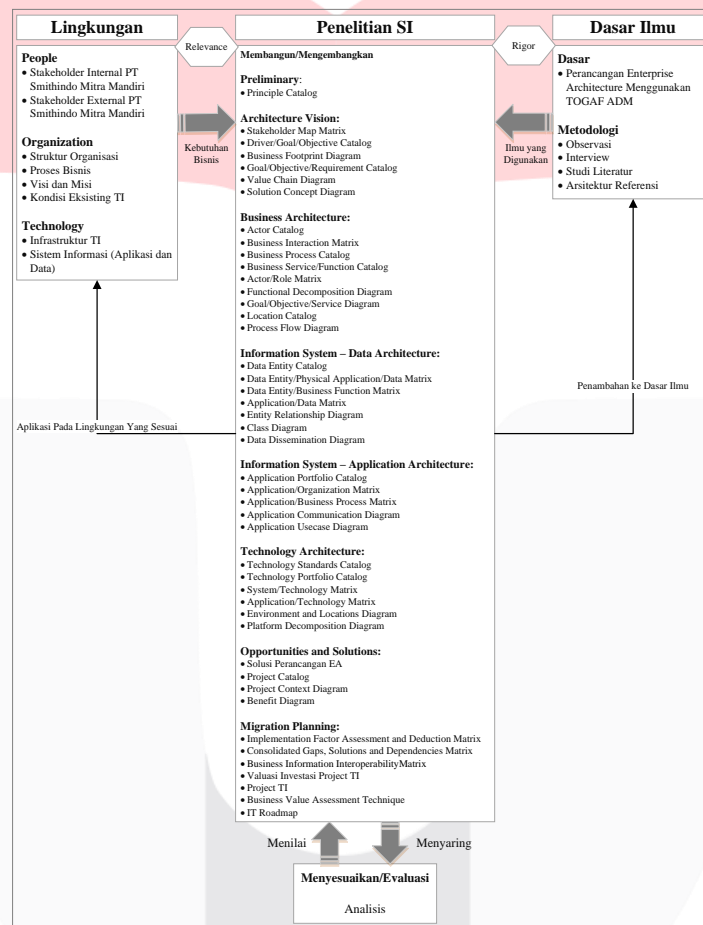 Lingkungan
People
• Stakeholder Internal PT
Smithindo Mitra Mandiri
• Stakeholder External PT
Smithindo Mitra Mandiri
Organization
• Struktur Organisasi
• Proses Bisnis
• Visi dan Misi
• Kondisi Eksisting TI
Technology
• Infrastruktur TI
• Sistem Informasi (Aplikasi dan
Data)
Relevance
Kebutuhan
Bisnis
Penelitian SI
Membangun/Mengembangkan
Preliminary:
• Principle Catalog
Architecture Vision:
• Stakeholder Map Matrix
• Driver/Goal/Objective Catalog
• Business Footprint Diagram
• Goal/Objective/Requirement Catalog
• Value Chain Diagram
• Solution Concept Diagram
Business Architecture:
• Actor Catalog
• Business Interaction Matrix
• Business Process Catalog
• Business Service/Function Catalog
• Actor/Role Matrix
• Functional Decomposition Diagram
• Goal/Objective/Service Diagram
• Location Catalog
• Process Flow Diagram
Information System – Data Architecture:
• Data Entity Catalog
• Data Entity/Physical Application/Data Matrix
• Data Entity/Business Function Matrix
• Application/Data Matrix
• Entity Relationship Diagram
• Class Diagram
• Data Dissemination Diagram
Information System – Application Architecture:
• Application Portfolio Catalog
• Application/Organization Matrix
• Application/Business Process Matrix
• Application Communication Diagram
• Application Usecase Diagram
Technology Architecture:
• Technology Standards Catalog
• Technology Portfolio Catalog
• System/Technology Matrix
• Application/Technology Matrix
• Environment and Locations Diagram
• Platform Decomposition Diagram
Opportunities and Solutions:
• Solusi Perancangan EA
• Project Catalog
• Project Context Diagram
• Benefit Diagram
Migration Planning:
• Implementation Factor Assessment and Deduction Matrix
• Consolidated Gaps, Solutions and Dependencies Matrix
• Business Information InteroperabilityMatrix
• Valuasi Investasi Project TI
• Project TI
• Business Value Assessment Technique
• IT Roadmap
Rigor
Ilmu yang
Digunakan
Dasar Ilmu
Dasar
• Perancangan Enterprise
Architecture Menggunakan
TOGAF ADM
Metodologi
• Observasi
• Interview
• Studi Literatur
• Arsitektur Referensi
Penambahan ke Dasar Ilmu
Aplikasi Pada Lingkungan Yang Sesuai
Menilai
Menyaring
Menyesuaikan/Evaluasi
Analisis